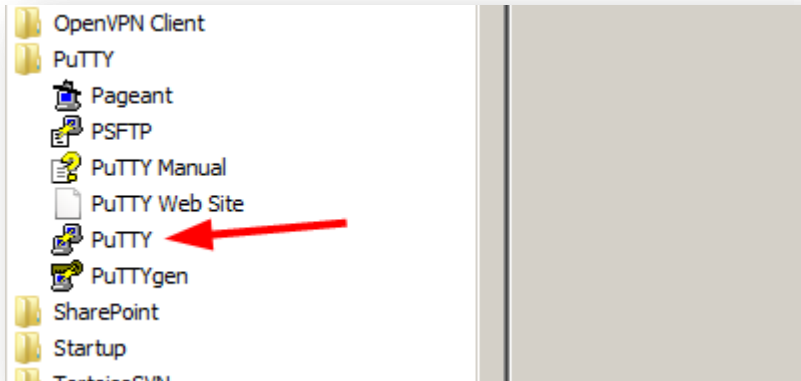 OpenVPN Client
PuTTY
Pageant
PSFTP
PuTTY Manual
PuTTY Web Site
PuTTY
PuTTYgen
SharePoint
Startup